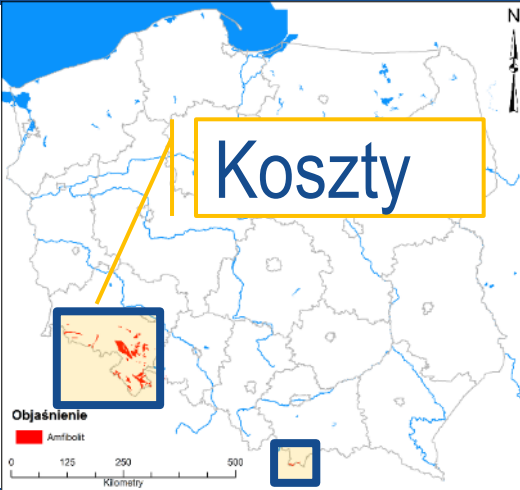 N
Koszty
Objaśnienie
Amfibolit
0 125 250 500
Kilometry